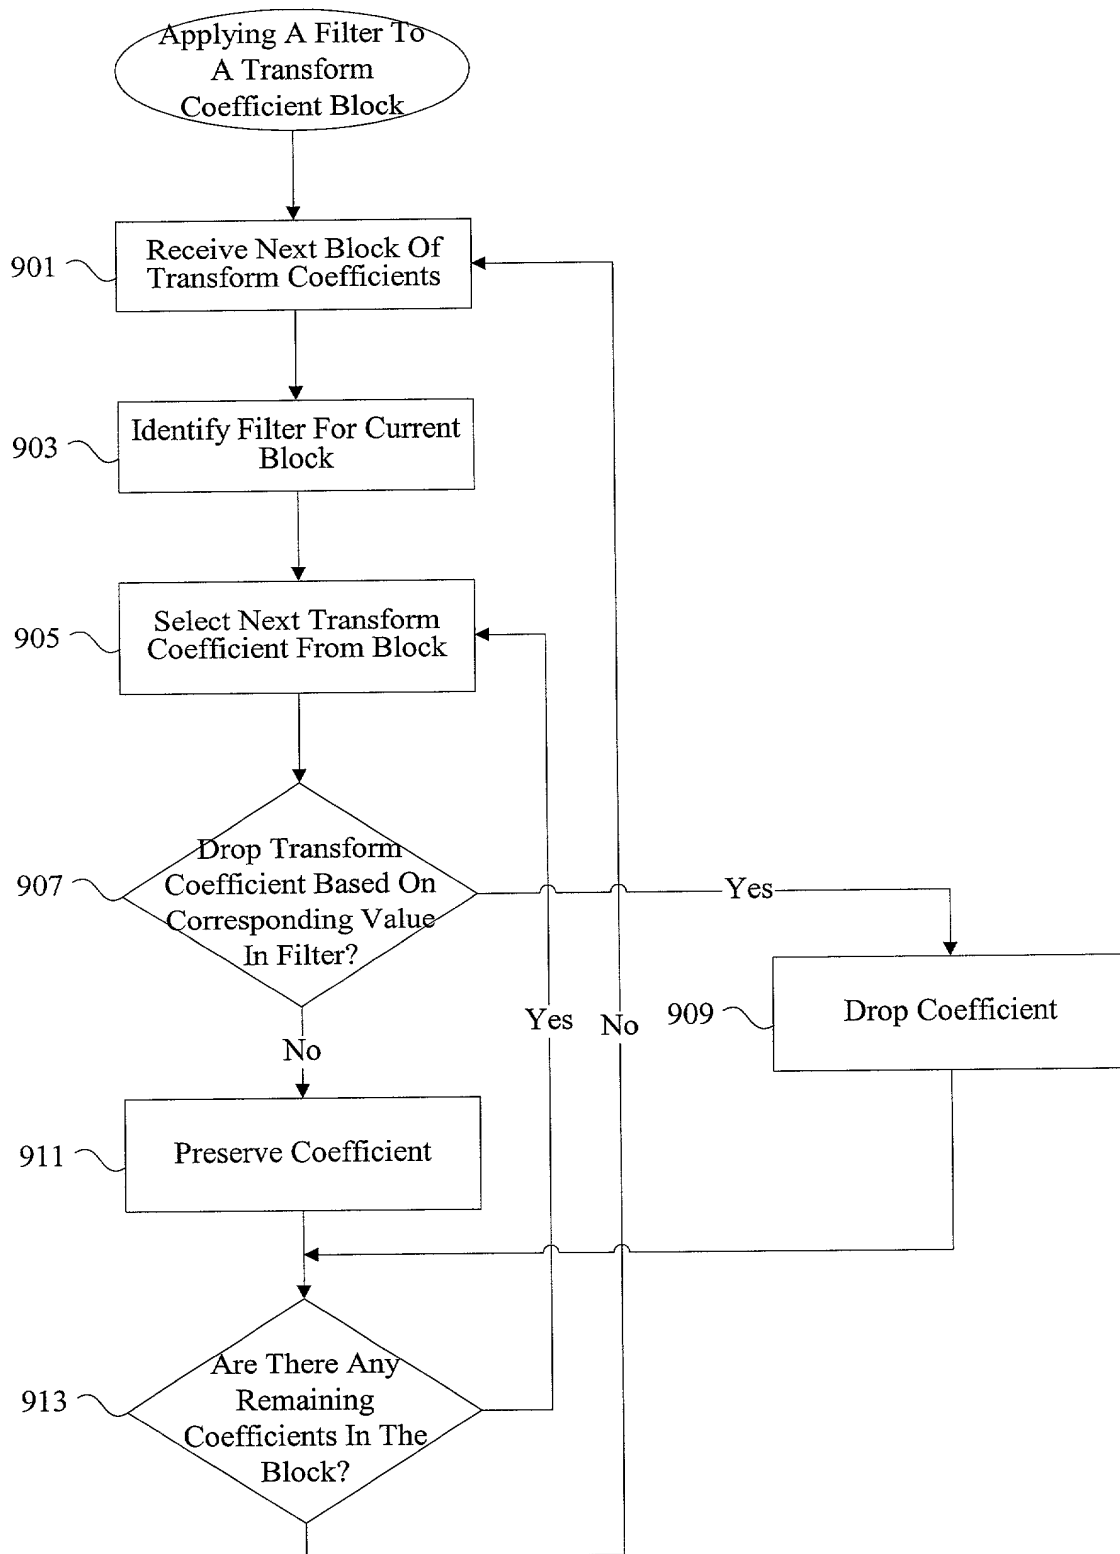 Applying A Filter To
A Transform
Coefficient Block
901
Receive Next Block Of
Transform Coefficients
903
Identify Filter For Current
Block
905
Select Next Transform
Coefficient From Block
907
Drop Transform
Coefficient Based On
Corresponding Value
In Filter?
Yes
909
Drop Coefficient
Yes
No
No
911
Preserve Coefficient
913
Are There Any
Remaining
Coefficients In The
Block?